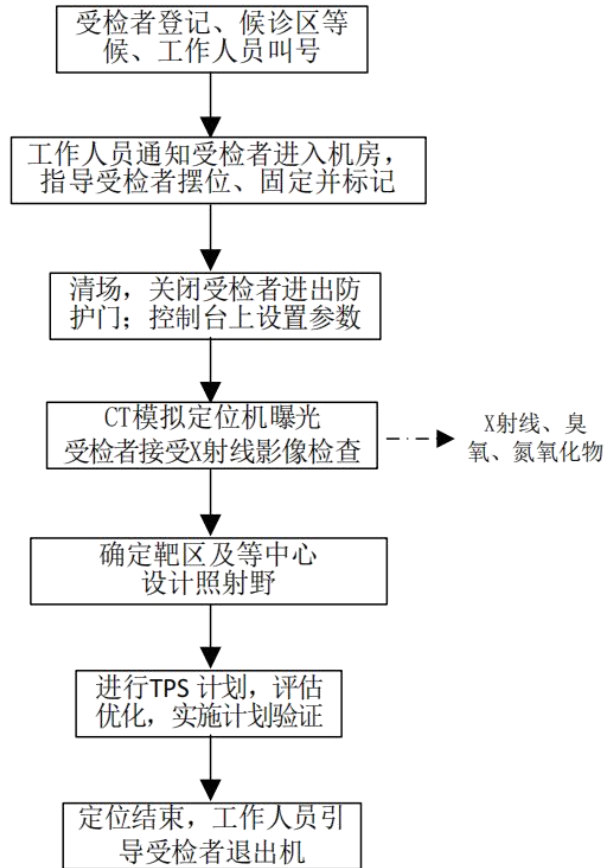 受检者登记、候诊区等
候、工作人员叫号
工作人员通知受检者进入机房，
指导受检者摆位、固定并标记
清场，关闭受检者进出防
护门；控制台上设置参数
CT模拟定位机曝光
受检者接受X射线影像检查
X射线、臭
氧、氮氧化物
确定靶区及等中心
设计照射野
进行TPS 计划，评估
优化，实施计划验证
定位结束，工作人员引
导受检者退出机